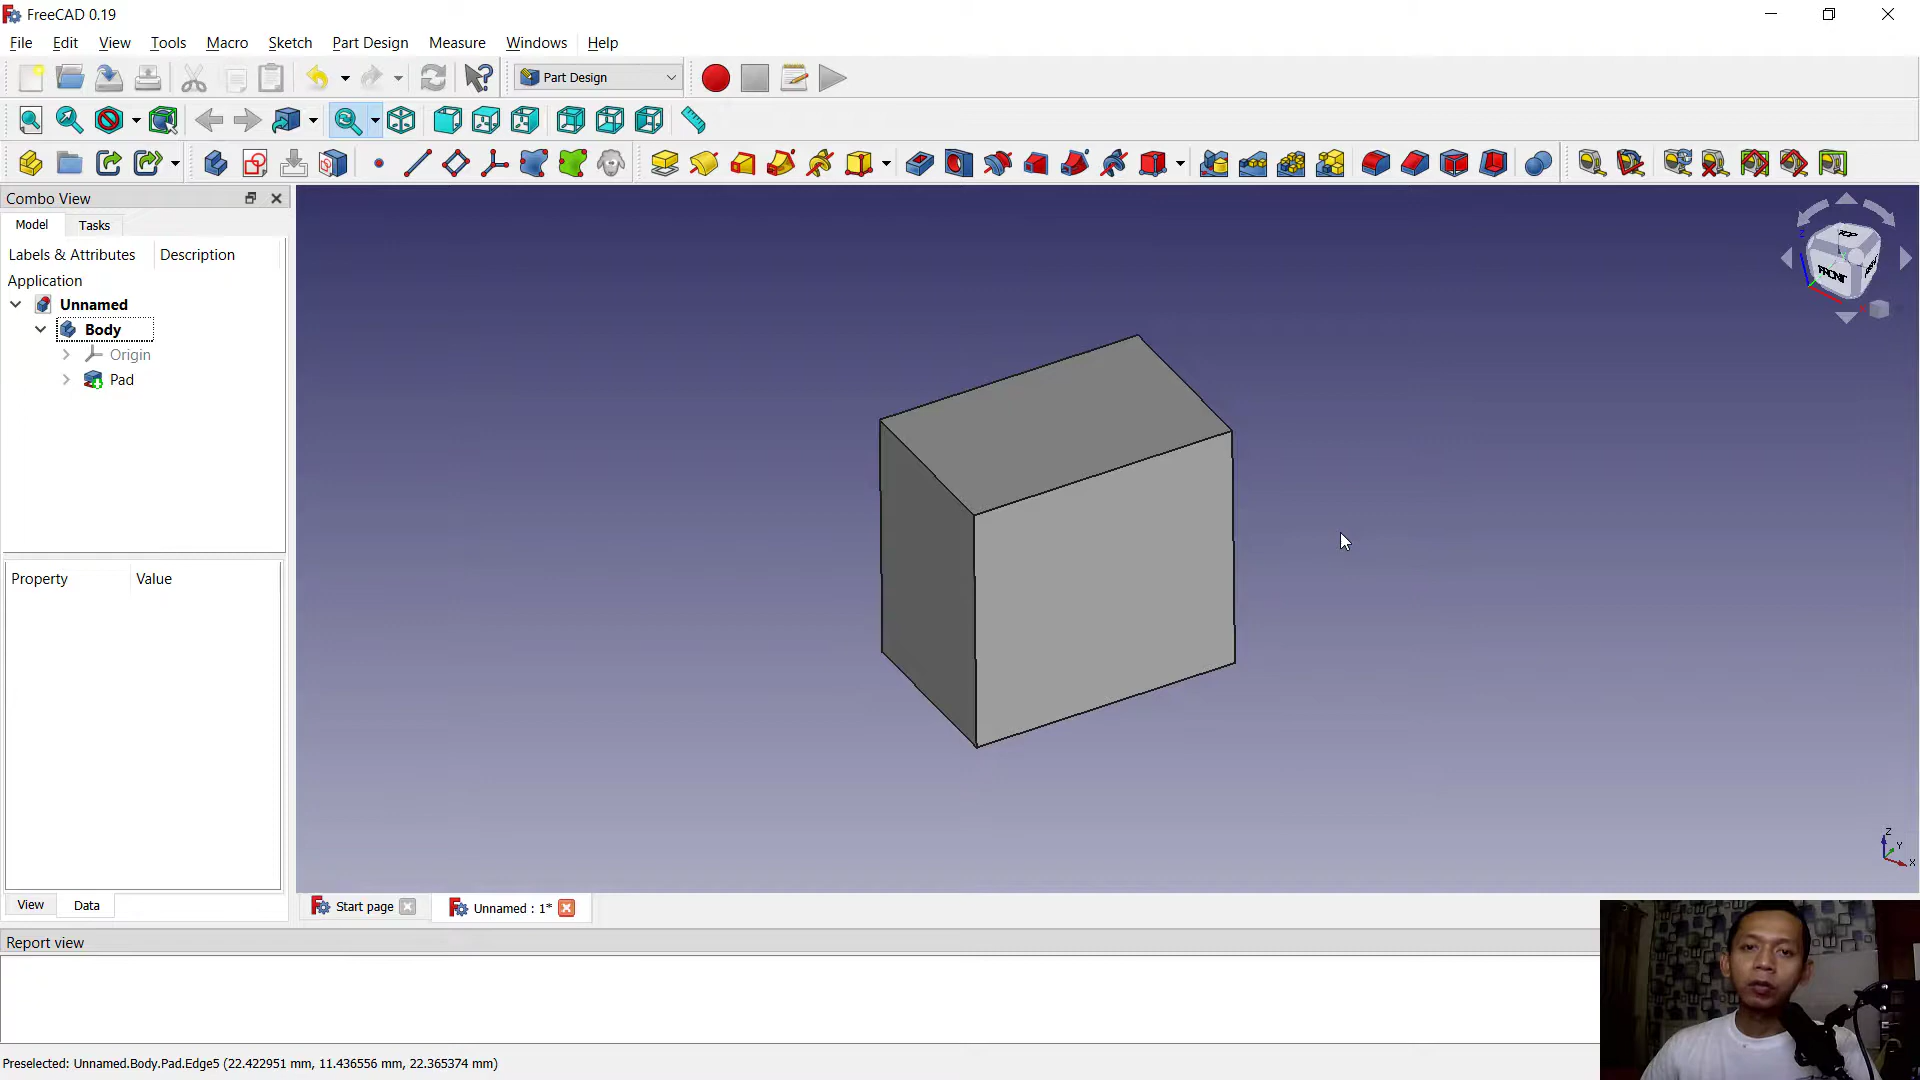 FreeCAD 0.19
File Edit View Tools Macro Sketch Part Design Measure Windows Help
Part Design
Combo View
Model Tasks
Labels & Attributes Description
Application
Unnamed
Body
Origin
Pad
TOP
FRONT
Z
Z
Y
X
Property Value
View Data
Start page
Unnamed : 1*
Report view
Preselected: Unnamed.Body.Pad.Edge5 (22.422951 mm, 11.436556 mm, 22.365374 mm)